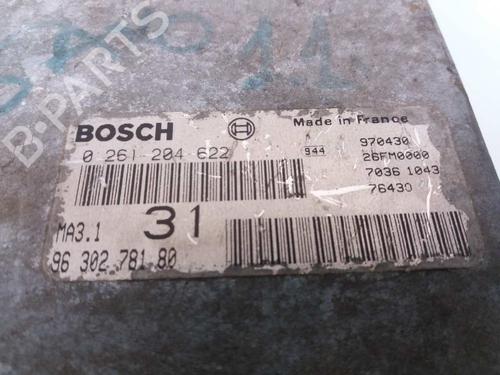 B-PARTS
BOSCH
Made in France
0 261 204 622
944
970430
26FM0000
7036 1043
76430
MA3.1
31
96 302 781 80